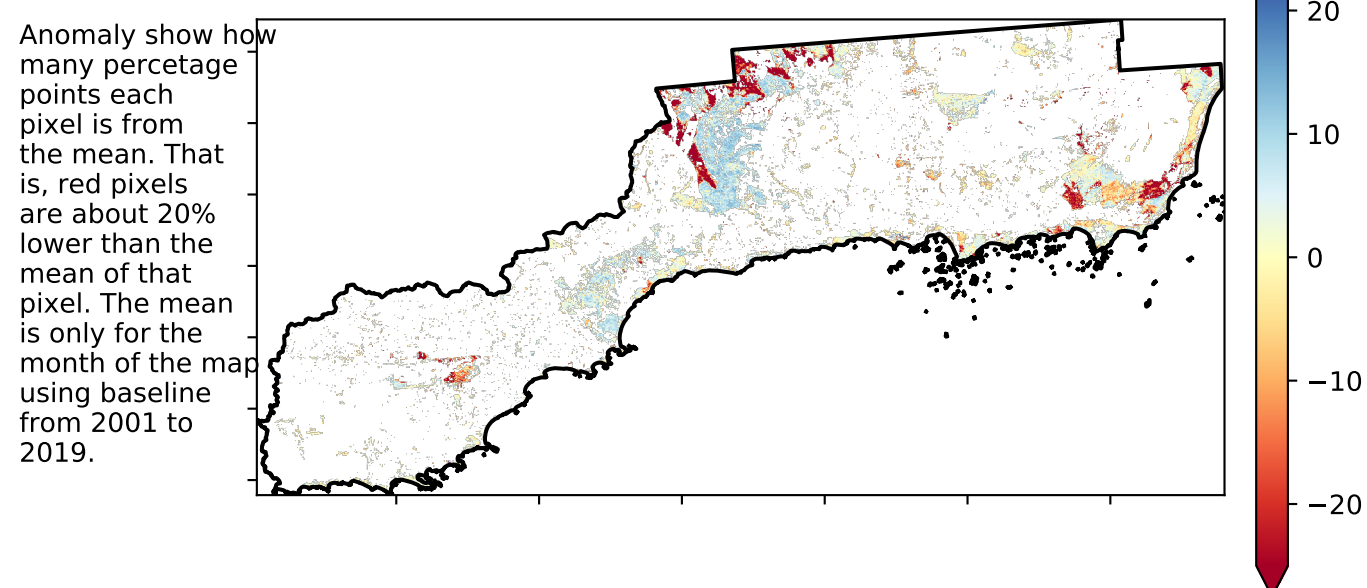 Anomaly show how
many percetage
points each
pixel is from
the mean. That
is, red pixels
are about 20%
lower than the
mean of that
pixel. The mean
is only for the
month of the map
using baseline
from 2001 to
2019.
20
10
0
−10
−20